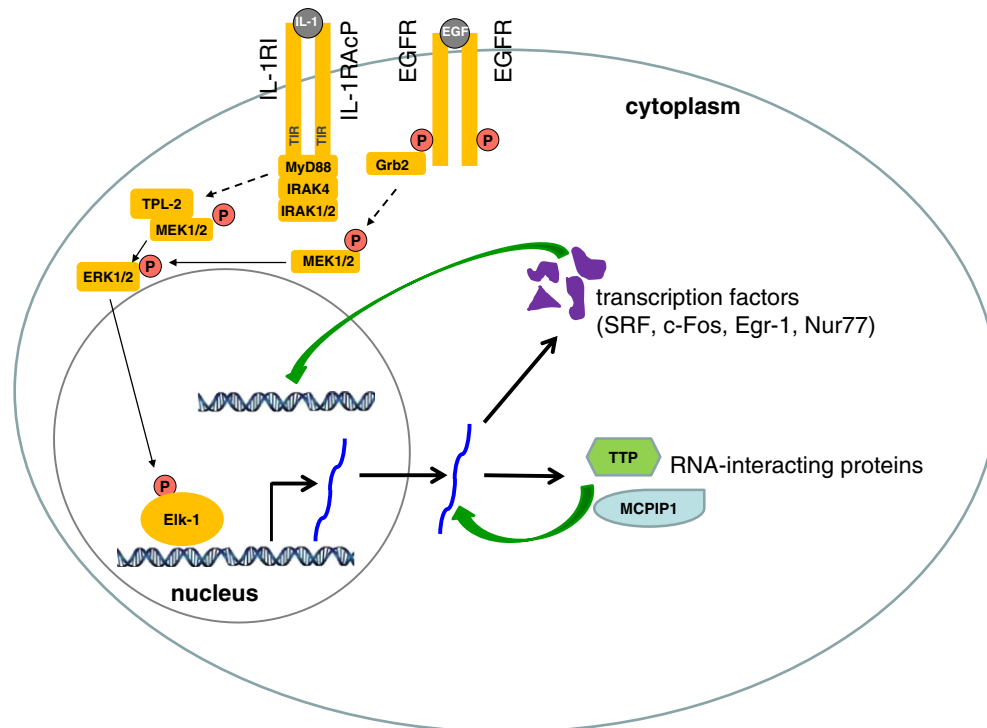 IL-1
EGF
IL-1RI
IL-1RAcP
EGFR
EGFR
cytoplasm
TIR
TIR
P
P
MyD88
Grb2
IRAK4
TPL-2
IRAK1/2
P
MEK1/2
P
MEK1/2
P
ERK1/2
transcription factors
(SRF, c-Fos, Egr-1, Nur77)
TTP
RNA-interacting proteins
P
MCPIP1
Elk-1
nucleus